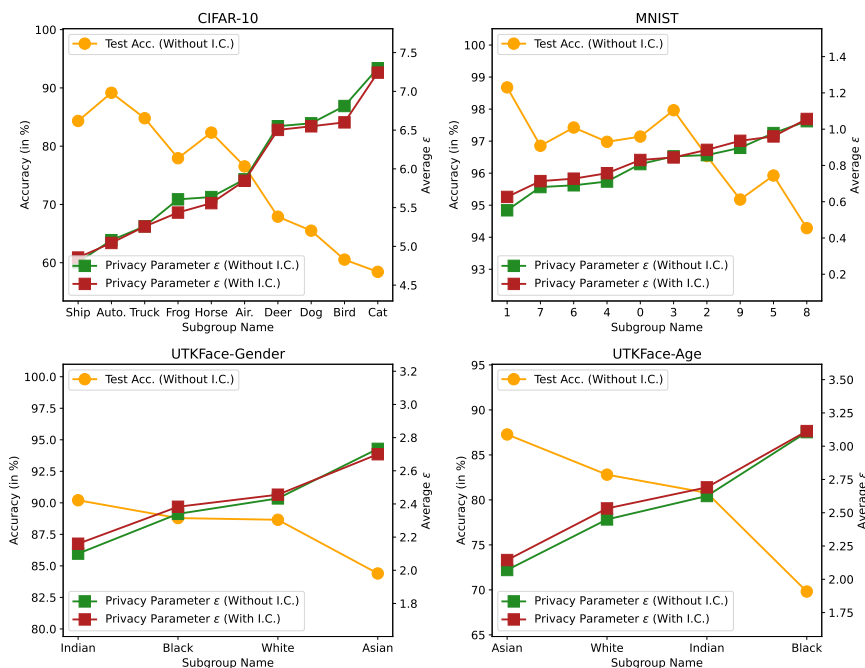 CIFAR-10
Test Acc. (Without I.C.)
Privacy Parameter ε (Without I.C.)
Privacy Parameter ε (With I.C.)
Accuracy (in %)
100
90
80
70
60
Average ε
7.5
7.0
6.5
6.0
5.5
5.0
4.5
Ship Auto. Truck Frog Horse Air. Deer Dog Bird Cat
Subgroup Name
MNIST
Test Acc. (Without I.C.)
Privacy Parameter ε (Without I.C.)
Privacy Parameter ε (With I.C.)
Accuracy (in %)
100
99
98
97
96
95
94
93
Average ε
1.4
1.2
1.0
0.8
0.6
0.4
0.2
1 7 6 4 0 3 2 9 5 8
Subgroup Name
UTKFace-Gender
Test Acc. (Without I.C.)
Privacy Parameter ε (Without I.C.)
Privacy Parameter ε (With I.C.)
Accuracy (in %)
100.0
97.5
95.0
92.5
90.0
87.5
85.0
82.5
80.0
Average ε
3.2
3.0
2.8
2.6
2.4
2.2
2.0
1.8
Indian Black White Asian
Subgroup Name
UTKFace-Age
Test Acc. (Without I.C.)
Privacy Parameter ε (Without I.C.)
Privacy Parameter ε (With I.C.)
Accuracy (in %)
95
90
85
80
75
70
65
Average ε
3.50
3.25
3.00
2.75
2.50
2.25
2.00
1.75
Asian White Indian Black
Subgroup Name